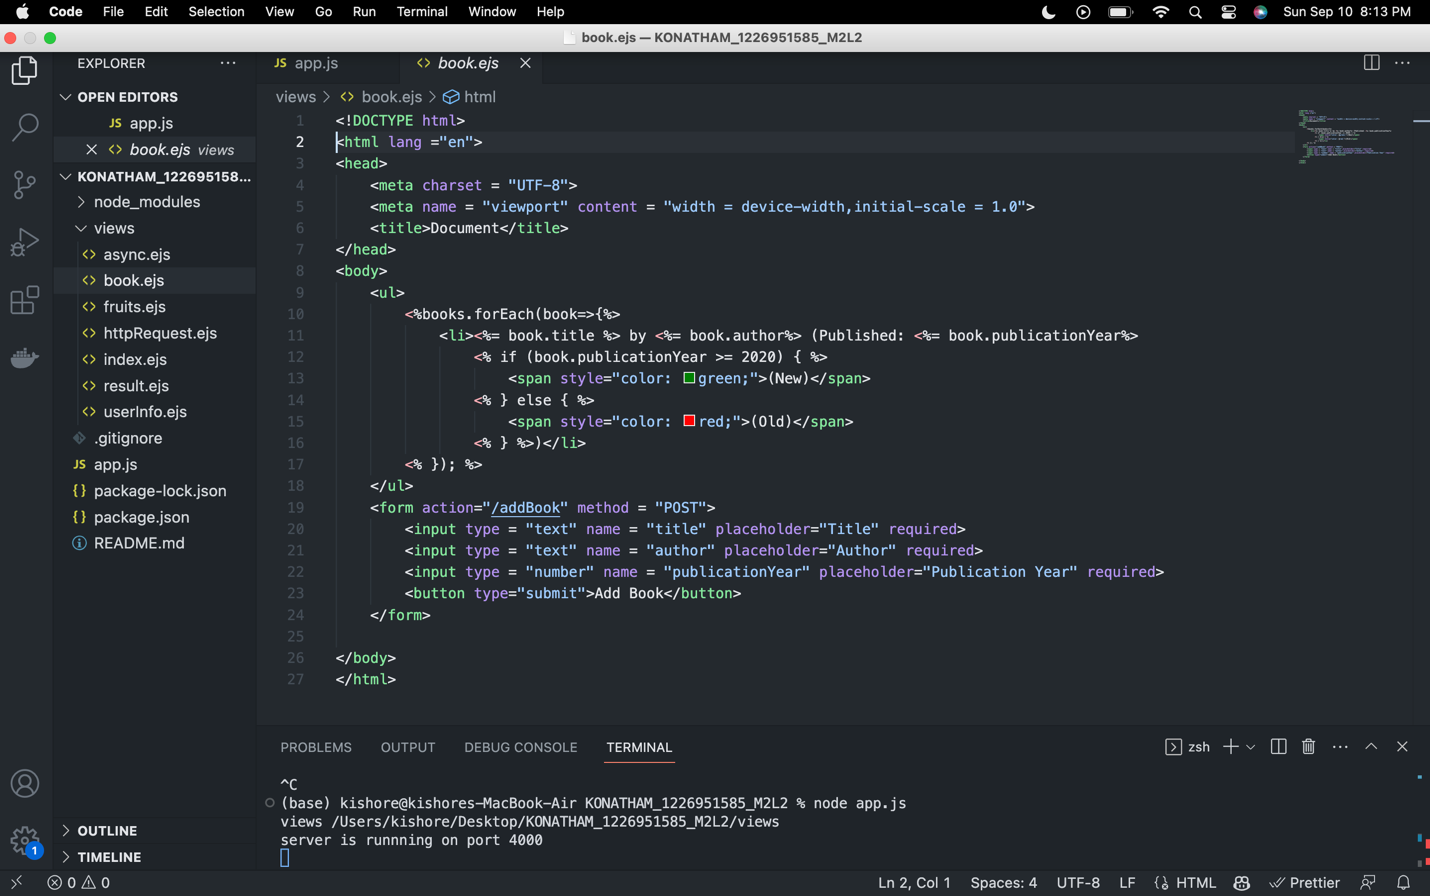 Code File Edit Selection View Go Run Terminal Window Help Sun Sep 10 8:13 PM
book.ejs — KONATHAM_1226951585_M2L2
EXPLORER ··· JS app.js <> book.ejs ···
OPEN EDITORS
JS app.js
<> book.ejs views
KONATHAM_122695158...
node_modules
views
<> async.ejs
<> book.ejs
<> fruits.ejs
<> httpRequest.ejs
<> index.ejs
<> result.ejs
<> userInfo.ejs
.gitignore
JS app.js
{} package-lock.json
{} package.json
README.md
OUTLINE
TIMELINE
1
views > <> book.ejs > html
1 <!DOCTYPE html>
2 <html lang ="en">
3 <head>
4 <meta charset = "UTF-8">
5 <meta name = "viewport" content = "width = device-width,initial-scale = 1.0">
6 <title>Document</title>
7 </head>
8 <body>
9 <ul>
10 <%books.forEach(book=>{%>
11 <li><%= book.title %> by <%= book.author%> (Published: <%= book.publicationYear%>
12 <% if (book.publicationYear >= 2020) { %>
13 <span style="color: green;">(New)</span>
14 <% } else { %>
15 <span style="color: red;">(Old)</span>
16 <% } %>)</li>
17 <% }); %>
18 </ul>
19 <form action="/addBook" method = "POST">
20 <input type = "text" name = "title" placeholder="Title" required>
21 <input type = "text" name = "author" placeholder="Author" required>
22 <input type = "number" name = "publicationYear" placeholder="Publication Year" required>
23 <button type="submit">Add Book</button>
24 </form>
25
26 </body>
27 </html>
PROBLEMS OUTPUT DEBUG CONSOLE TERMINAL zsh ···
^C
(base) kishore@kishores-MacBook-Air KONATHAM_1226951585_M2L2 % node app.js
views /Users/kishore/Desktop/KONATHAM_1226951585_M2L2/views
server is runnning on port 4000
0 0 Ln 2, Col 1 Spaces: 4 UTF-8 LF HTML Prettier